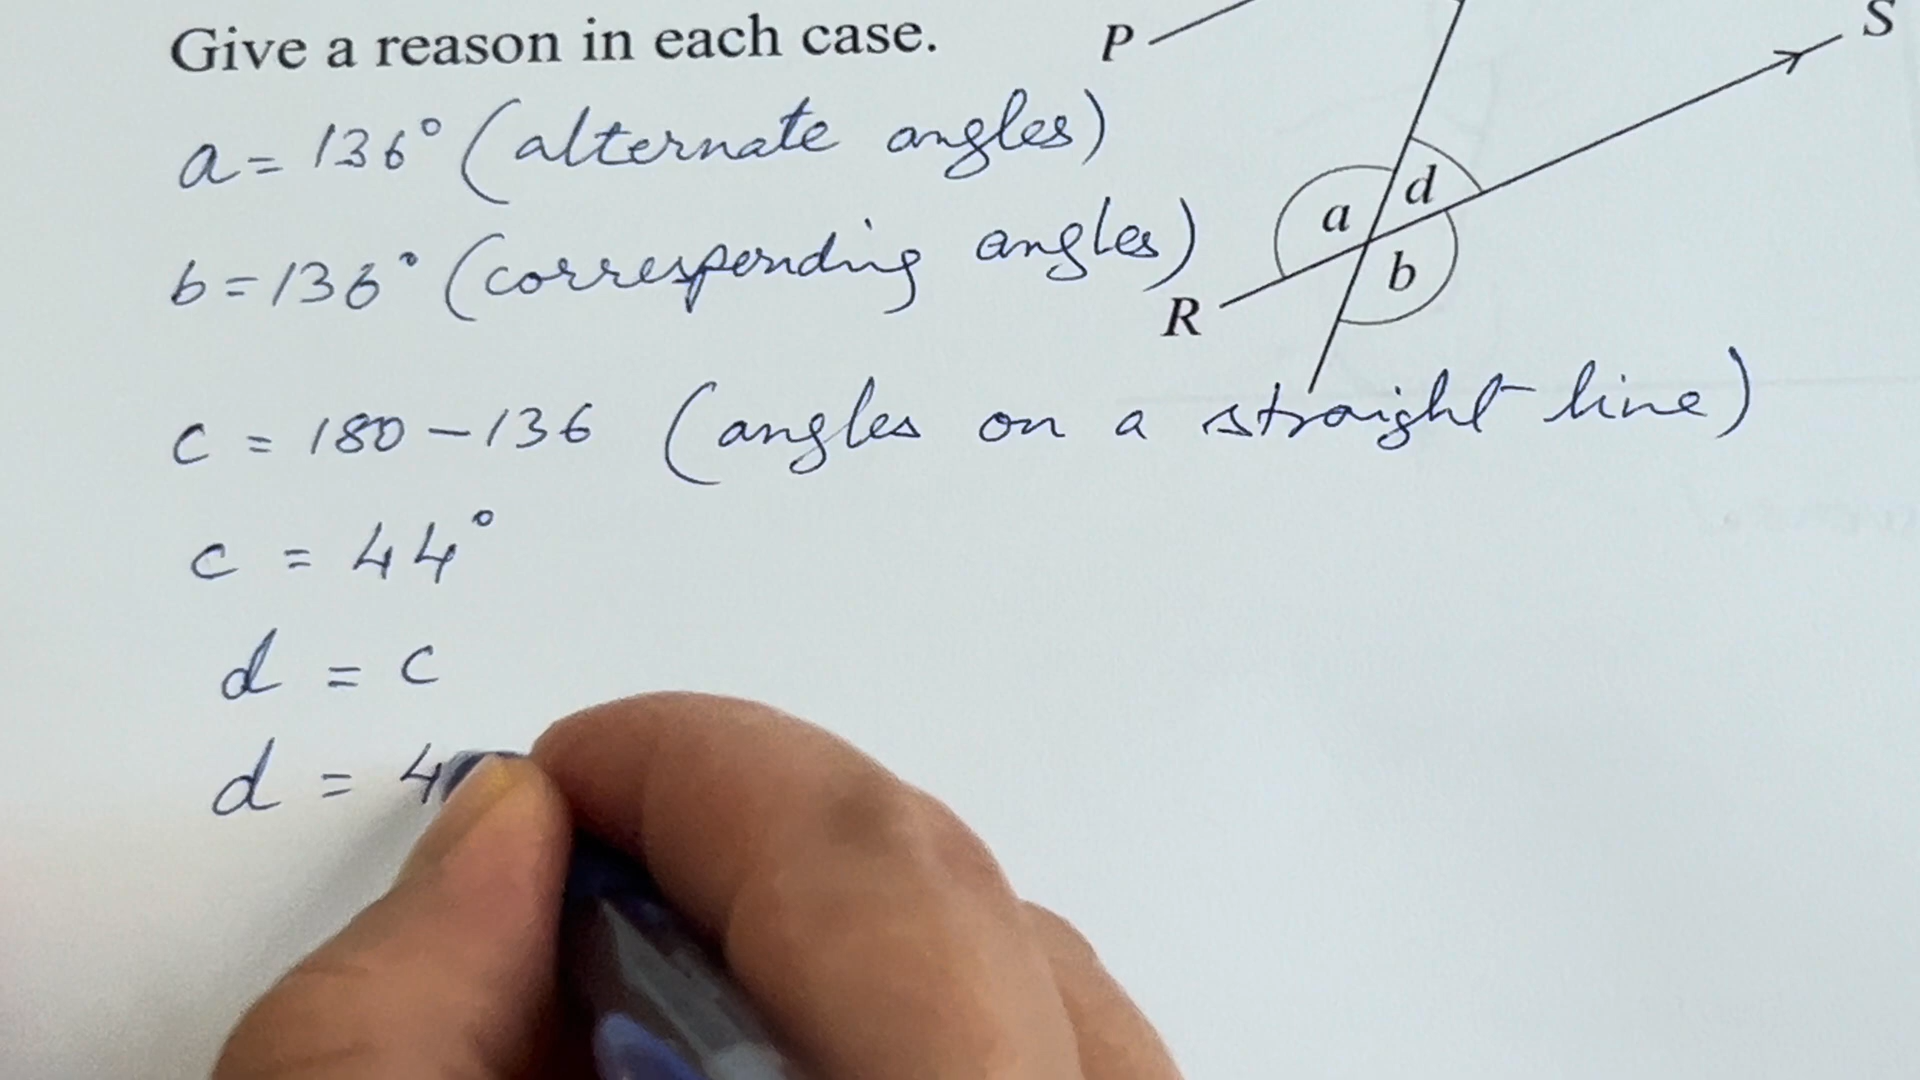 Give a reason in each case.
P
S
a = 136° (alternate angles)
d
a
b = 136° (corresponding angles)
b
R
c = 180 - 136 (angles on a straight line)
c = 44°
d = c
d = 4